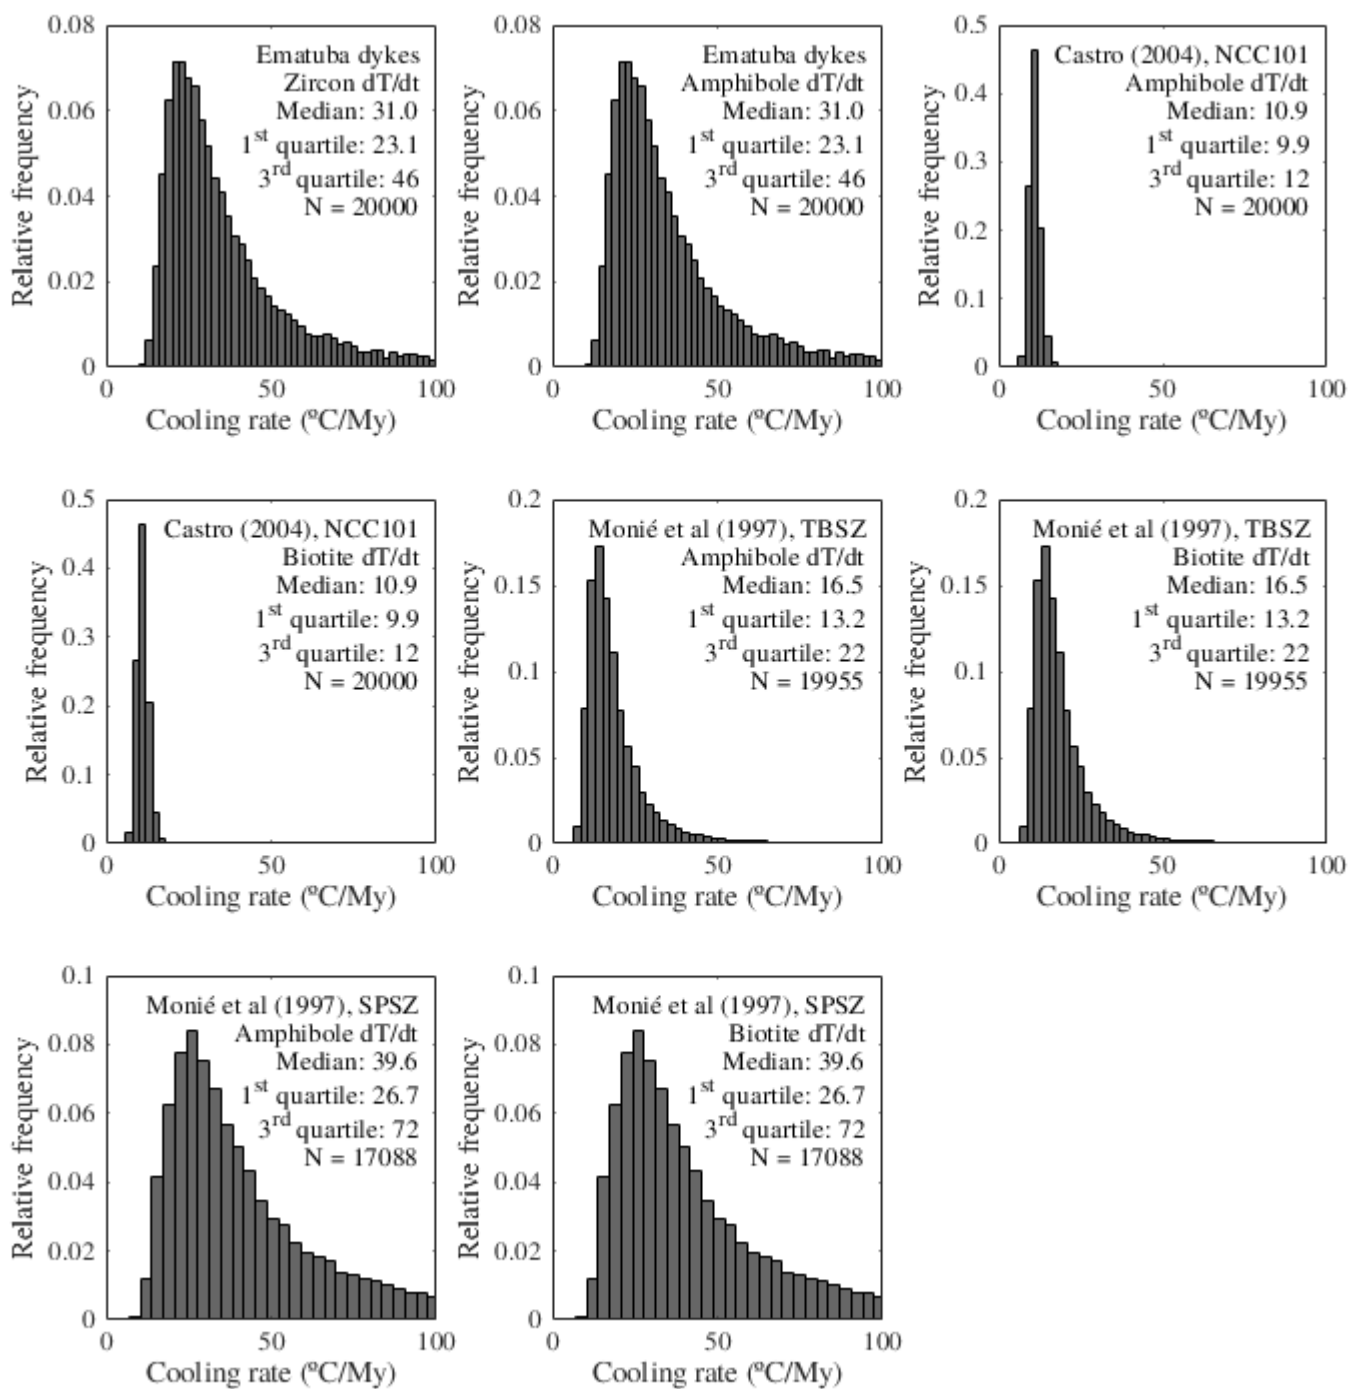 0.08
0.06
0.04
0.02
0
Relative frequency
Ematuba dykes
Zircon dT/dt
Median: 31.0
1st quartile: 23.1
3rd quartile: 46
N = 20000
0
50
100
Cooling rate (ºC/My)
0.08
0.06
0.04
0.02
0
Relative frequency
Ematuba dykes
Amphibole dT/dt
Median: 31.0
1st quartile: 23.1
3rd quartile: 46
N = 20000
0
50
100
Cooling rate (ºC/My)
0.5
0.4
0.3
0.2
0.1
0
Relative frequency
Castro (2004), NCC101
Amphibole dT/dt
Median: 10.9
1st quartile: 9.9
3rd quartile: 12
N = 20000
0
50
100
Cooling rate (ºC/My)
0.5
0.4
0.3
0.2
0.1
0
Relative frequency
Castro (2004), NCC101
Biotite dT/dt
Median: 10.9
1st quartile: 9.9
3rd quartile: 12
N = 20000
0
50
100
Cooling rate (ºC/My)
0.2
0.15
0.1
0.05
0
Relative frequency
Monié et al (1997), TBSZ
Amphibole dT/dt
Median: 16.5
1st quartile: 13.2
3rd quartile: 22
N = 19955
0
50
100
Cooling rate (ºC/My)
0.2
0.15
0.1
0.05
0
Relative frequency
Monié et al (1997), TBSZ
Biotite dT/dt
Median: 16.5
1st quartile: 13.2
3rd quartile: 22
N = 19955
0
50
100
Cooling rate (ºC/My)
0.1
0.08
0.06
0.04
0.02
0
Relative frequency
Monié et al (1997), SPSZ
Amphibole dT/dt
Median: 39.6
1st quartile: 26.7
3rd quartile: 72
N = 17088
0
50
100
Cooling rate (ºC/My)
0.1
0.08
0.06
0.04
0.02
0
Relative frequency
Monié et al (1997), SPSZ
Biotite dT/dt
Median: 39.6
1st quartile: 26.7
3rd quartile: 72
N = 17088
0
50
100
Cooling rate (ºC/My)